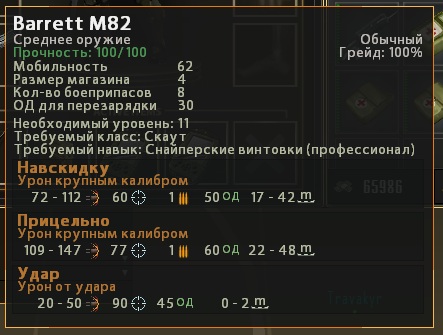 Barrett M82
Среднее оружие Обычный
Прочность: 100/100 Грейд: 100%
Мобильность 62
Размер магазина 4
Кол-во боеприпасов 8
ОД для перезарядки 30
Необходимый уровень: 11
Требуемый класс: Скаут
Требуемый навык: Снайперские винтовки (профессионал)
Навскидку
Урон крупным калибром
72 - 112 60 1 50 ОД 17 - 42 m
65986
Прицельно
Урон крупным калибром
109 - 147 77 1 60 ОД 22 - 48 m
Удар
Урон от удара
20 - 50 90 45 ОД 0 - 2 m